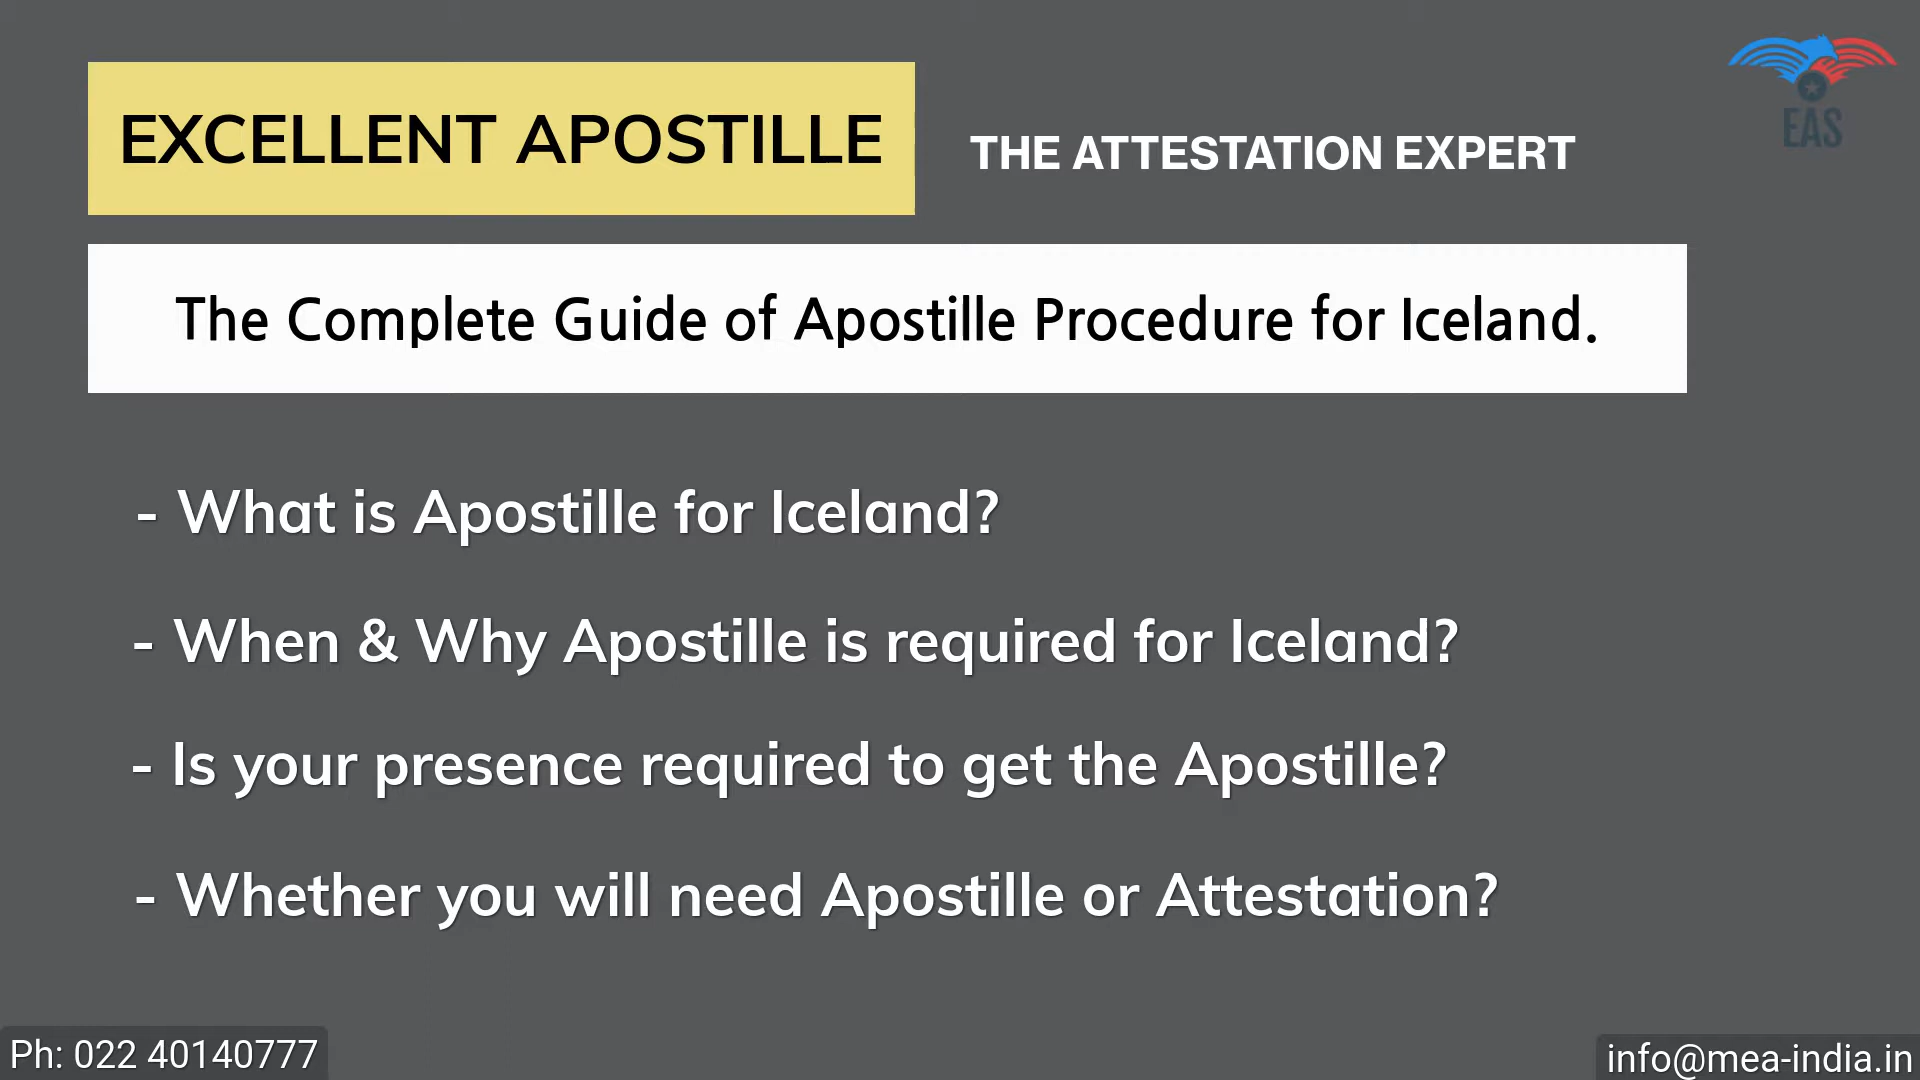 EXCELLENT APOSTILLE
THE ATTESTATION EXPERT
EAS
The Complete Guide of Apostille Procedure for Iceland.
- What is Apostille for Iceland?
- When & Why Apostille is required for Iceland?
- Is your presence required to get the Apostille?
- Whether you will need Apostille or Attestation?
Ph: 022 40140777
info@mea-india.in